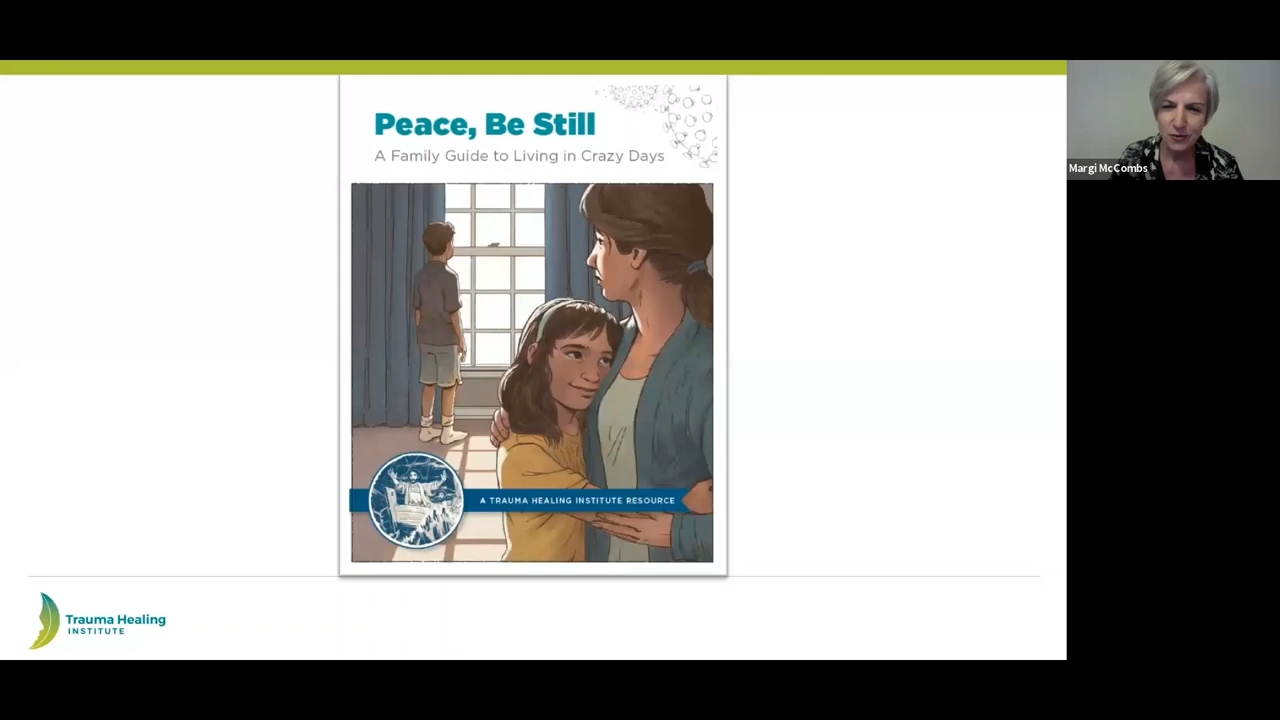 Peace, Be Still
A Family Guide to Living in Crazy Days
A TRAUMA HEALING INSTITUTE RESOURCE
Trauma Healing
INSTITUTE
Margi McCombs